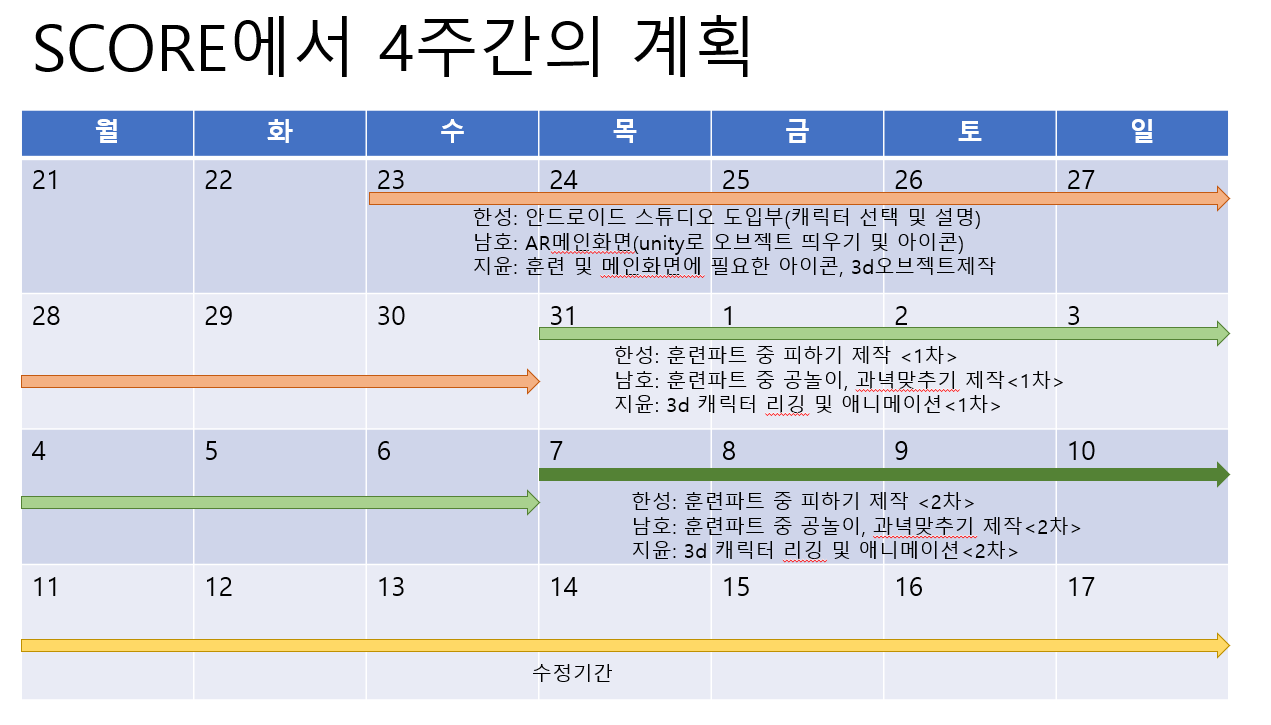 SCORE에서 4주간의 계획
월 화 수 목 금 토 일
21 22 23 24 25 26 27
한성: 안드로이드 스튜디오 도입부(캐릭터 선택 및 설명)
남호: AR메인화면(unity로 오브젝트 띄우기 및 아이콘)
지윤: 훈련 및 메인화면에 필요한 아이콘, 3d오브젝트제작
28 29 30 31 1 2 3
한성: 훈련파트 중 피하기 제작 <1차>
남호: 훈련파트 중 공놀이, 과녁맞추기 제작<1차>
지윤: 3d 캐릭터 리깅 및 애니메이션<1차>
4 5 6 7 8 9 10
한성: 훈련파트 중 피하기 제작 <2차>
남호: 훈련파트 중 공놀이, 과녁맞추기 제작<2차>
지윤: 3d 캐릭터 리깅 및 애니메이션<2차>
11 12 13 14 15 16 17
수정기간